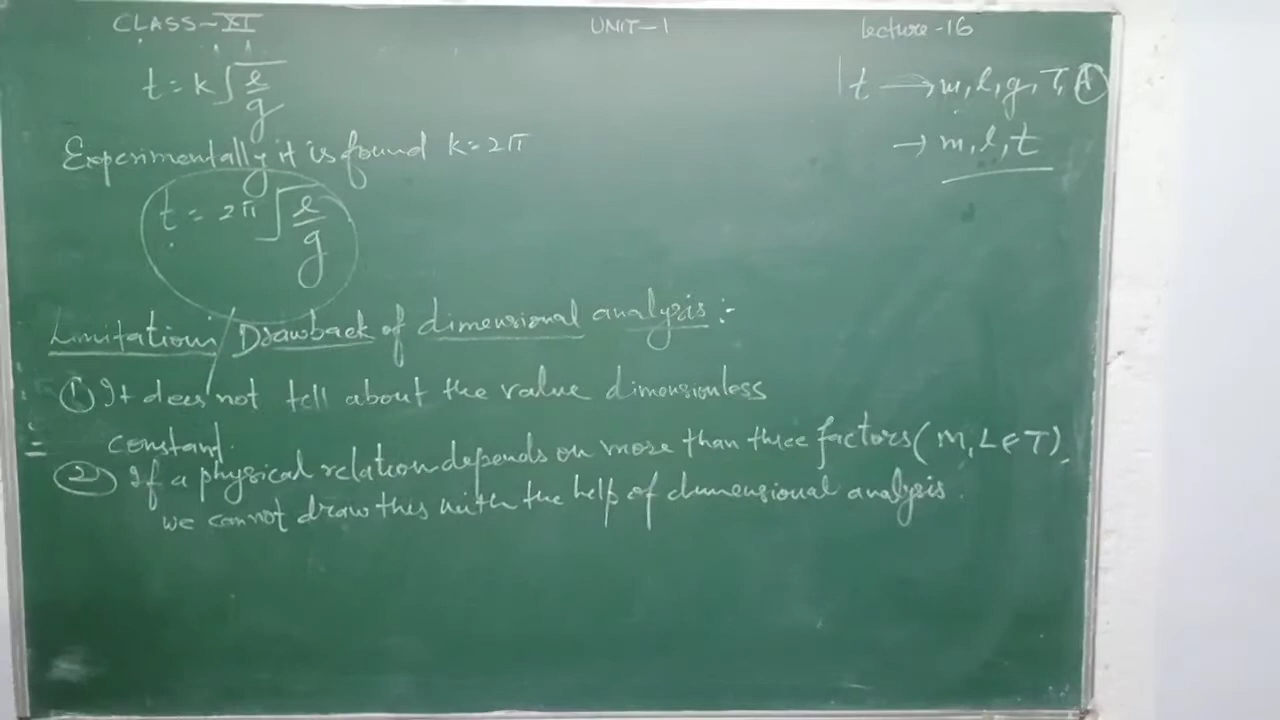 CLASS-XI UNIT-1 Lecture-16
t = k√l/g
t → m, l, g, T, A
→ m, l, t
Experimentally it is found k = 2π
t = 2π√l/g
Limitations/Drawback of dimensional analysis :-
① It does not tell about the value dimensionless
constant.
② If a physical relation depends on more than three factors (M, L & T),
we cannot draw this with the help of dimensional analysis.